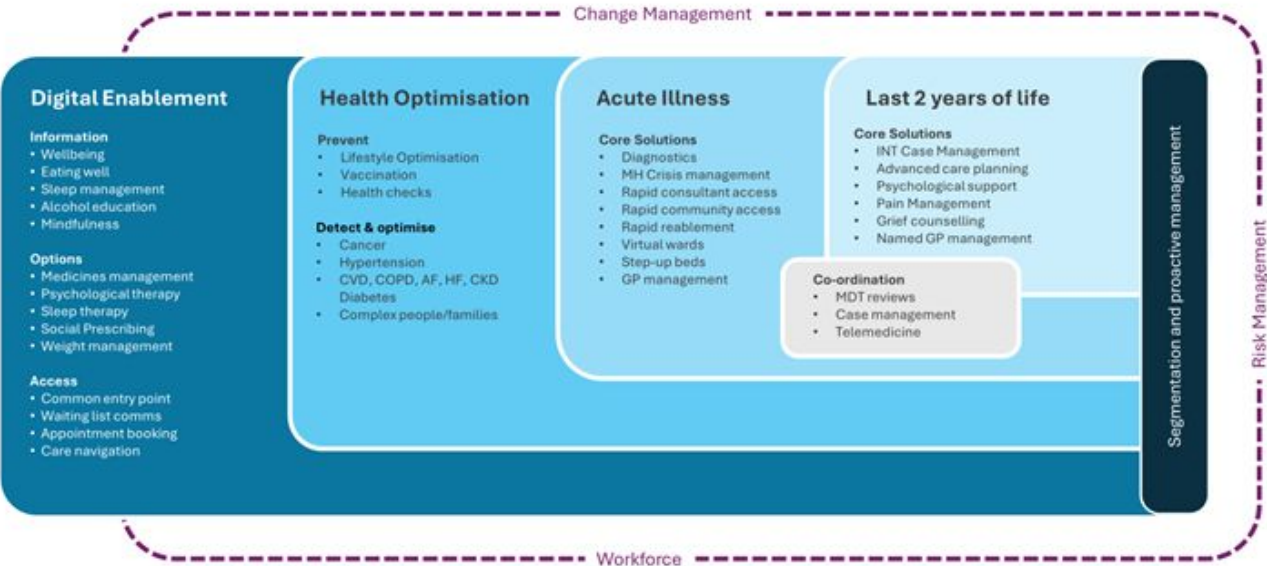 Change Management
Digital Enablement
Information
• Wellbeing
• Eating well
• Sleep management
• Alcohol education
• Mindfulness
Options
• Medicines management
• Psychological therapy
• Sleep therapy
• Social Prescribing
• Weight management
Access
• Common entry point
• Waiting list comms
• Appointment booking
• Care navigation
Health Optimisation
Prevent
• Lifestyle Optimisation
• Vaccination
• Health checks
Detect & optimise
• Cancer
• Hypertension
• CVD, COPD, AF, HF, CKD
Diabetes
• Complex people/families
Acute Illness
Core Solutions
• Diagnostics
• MH Crisis management
• Rapid consultant access
• Rapid community access
• Rapid reablement
• Virtual wards
• Step-up beds
• GP management
Last 2 years of life
Core Solutions
• INT Case Management
• Advanced care planning
• Psychological support
• Pain Management
• Grief counselling
• Named GP management
Co-ordination
• MDT reviews
• Case management
• Telemedicine
Segmentation and proactive management
Risk Management
Workforce